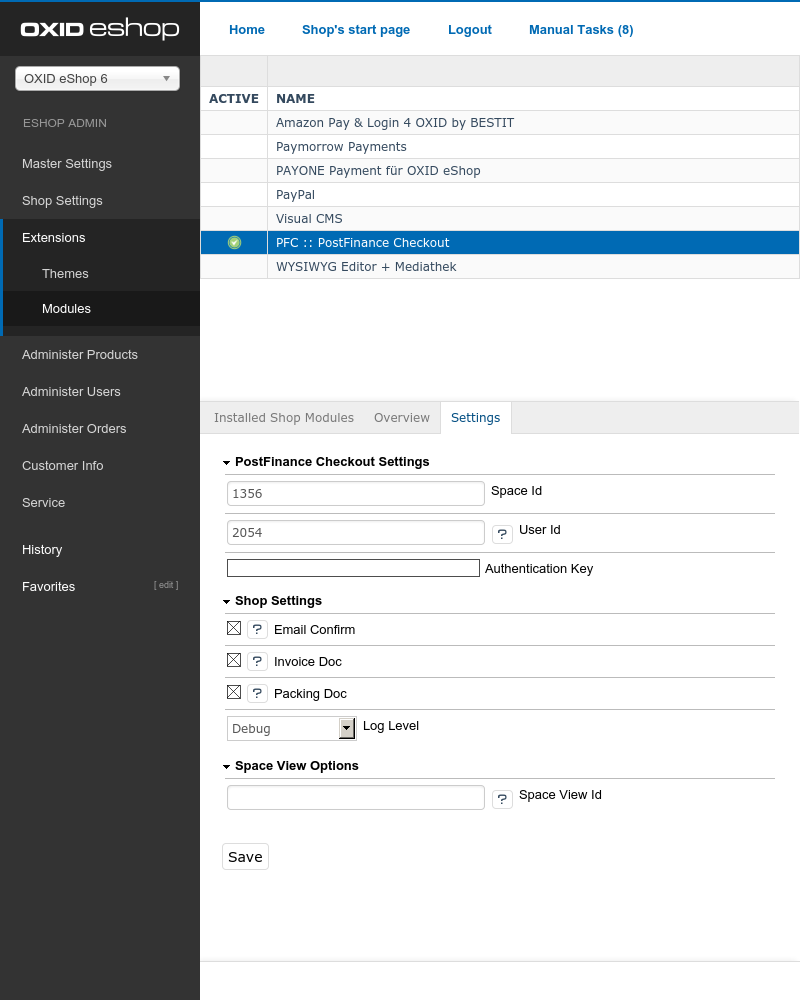 OXID eshop
Home Shop's start page Logout Manual Tasks (8)
OXID eShop 6
ESHOP ADMIN
Master Settings
Shop Settings
Extensions
Themes
Modules
Administer Products
Administer Users
Administer Orders
Customer Info
Service
History
Favorites [ edit ]
ACTIVE NAME
Amazon Pay & Login 4 OXID by BESTIT
Paymorrow Payments
PAYONE Payment für OXID eShop
PayPal
Visual CMS
PFC :: PostFinance Checkout
WYSIWYG Editor + Mediathek
Installed Shop Modules Overview Settings
PostFinance Checkout Settings
1356 Space Id
2054 ? User Id
Authentication Key
Shop Settings
? Email Confirm
? Invoice Doc
? Packing Doc
Debug Log Level
Space View Options
? Space View Id
Save